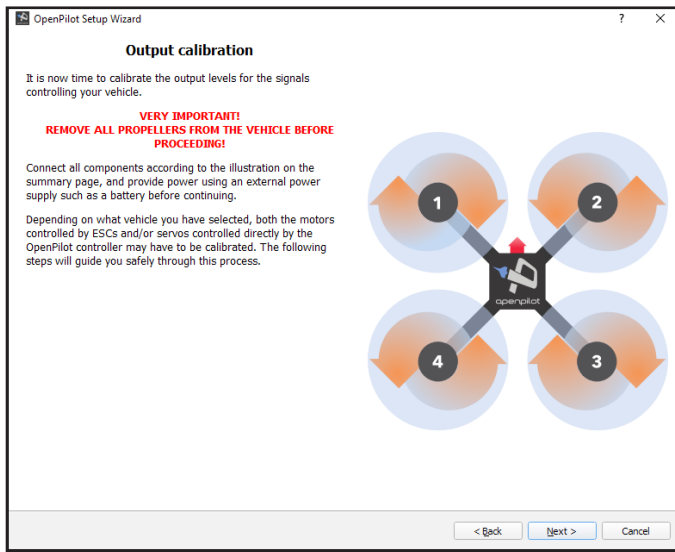 OpenPilot Setup Wizard
?
Output calibration
It is now time to calibrate the output levels for the signals
controlling your vehicle.
VERY IMPORTANT!
REMOVE ALL PROPELLERS FROM THE VEHICLE BEFORE
PROCEEDING!
Connect all components according to the illustration on the
summary page, and provide power using an external power
supply such as a battery before continuing.
Depending on what vehicle you have selected, both the motors
controlled by ESCs and/or servos controlled directly by the
OpenPilot controller may have to be calibrated. The following
steps will guide you safely through this process.
1
2
openpilot
4
3
< Back
Next >
Cancel